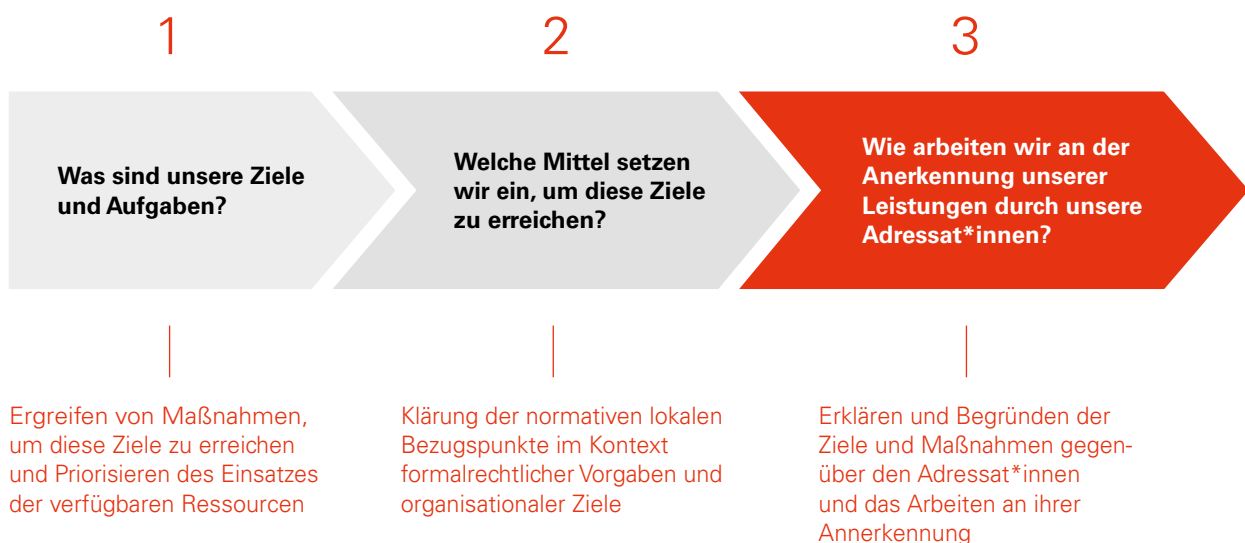 1
2
3
Was sind unsere Ziele
und Aufgaben?
Welche Mittel setzen
wir ein, um diese Ziele
zu erreichen?
Wie arbeiten wir an der
Anerkennung unserer
Leistungen durch unsere
Adressat*innen?
Ergreifen von Maßnahmen,
um diese Ziele zu erreichen
und Priorisieren des Einsatzes
der verfügbaren Ressourcen
Klärung der normativen lokalen
Bezugspunkte im Kontext
formalrechtlicher Vorgaben und
organisationaler Ziele
Erklären und Begründen der
Ziele und Maßnahmen gegen-
über den Adressat*innen
und das Arbeiten an ihrer
Annerkennung